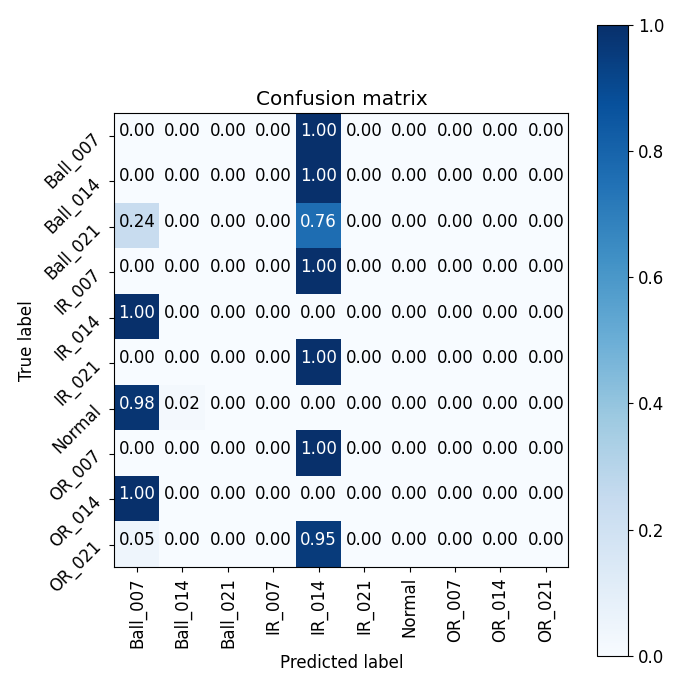 Confusion matrix
Ball_007 0.00 0.00 0.00 0.00 1.00 0.00 0.00 0.00 0.00 0.00
Ball_014 0.00 0.00 0.00 0.00 1.00 0.00 0.00 0.00 0.00 0.00
Ball_021 0.24 0.00 0.00 0.00 0.76 0.00 0.00 0.00 0.00 0.00
IR_007 0.00 0.00 0.00 0.00 1.00 0.00 0.00 0.00 0.00 0.00
IR_014 1.00 0.00 0.00 0.00 0.00 0.00 0.00 0.00 0.00 0.00
IR_021 0.00 0.00 0.00 0.00 1.00 0.00 0.00 0.00 0.00 0.00
Normal 0.98 0.02 0.00 0.00 0.00 0.00 0.00 0.00 0.00 0.00
OR_007 0.00 0.00 0.00 0.00 1.00 0.00 0.00 0.00 0.00 0.00
OR_014 1.00 0.00 0.00 0.00 0.00 0.00 0.00 0.00 0.00 0.00
OR_021 0.05 0.00 0.00 0.00 0.95 0.00 0.00 0.00 0.00 0.00
True label
Ball_007 Ball_014 Ball_021 IR_007 IR_014 IR_021 Normal OR_007 OR_014 OR_021
Predicted label
1.0
0.8
0.6
0.4
0.2
0.0